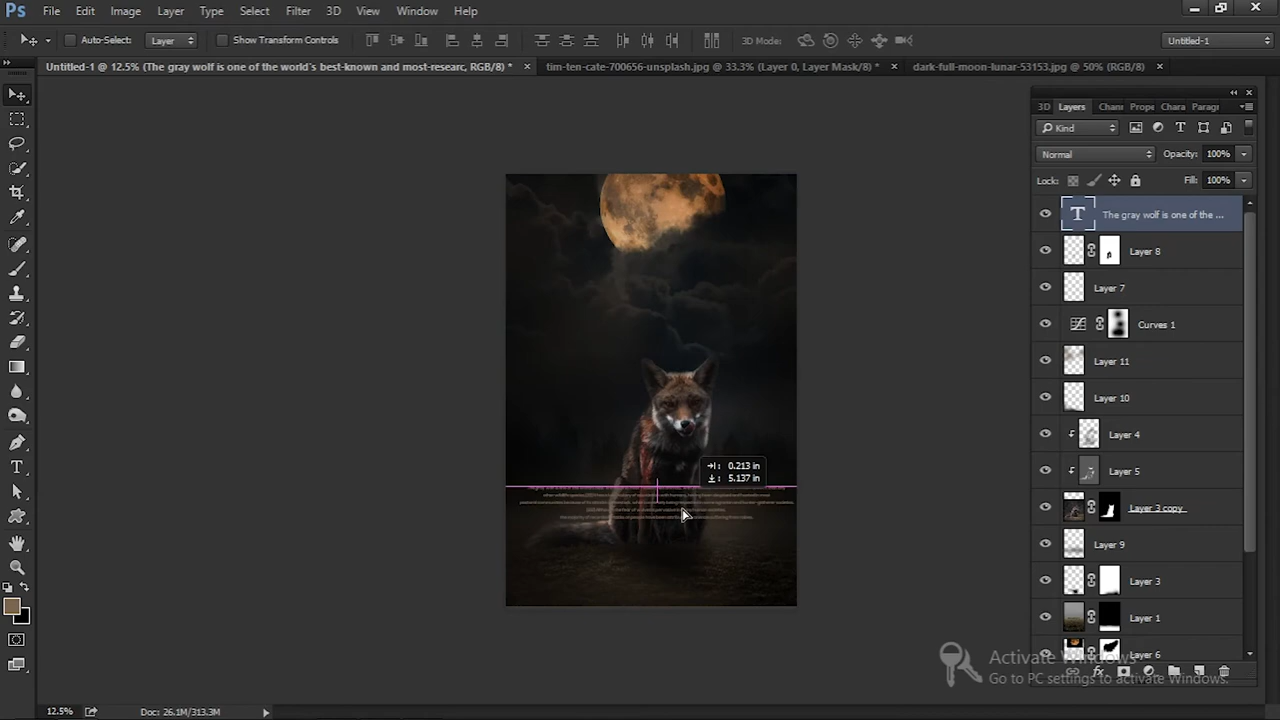 Ps File Edit Image Layer Type Select Filter 3D View Window Help
Auto-Select: Layer Show Transform Controls 3D Mode: Untitled-1
Untitled-1 @ 12.5% (The gray wolf is one of the world's best-known and most-researc, RGB/8) * × tim-ten-cate-700656-unsplash.jpg @ 33.3% (Layer 0, Layer Mask/8) * × dark-full-moon-lunar-53153.jpg @ 50% (RGB/8) ×
3D Layers Chann Prope Chara Paragr
Kind
Normal Opacity: 100%
Lock: Fill: 100%
T The gray wolf is one of the ...
Layer 8
Layer 7
Curves 1
Layer 11
Layer 10
Layer 4
Layer 5
Layer 3 copy
Layer 9
Layer 3
Layer 1
Layer 6
: 0.213 in
: 5.137 in
Activate Windows
Go to PC settings to activate Windows.
12.5% Doc: 26.1M/313.3M